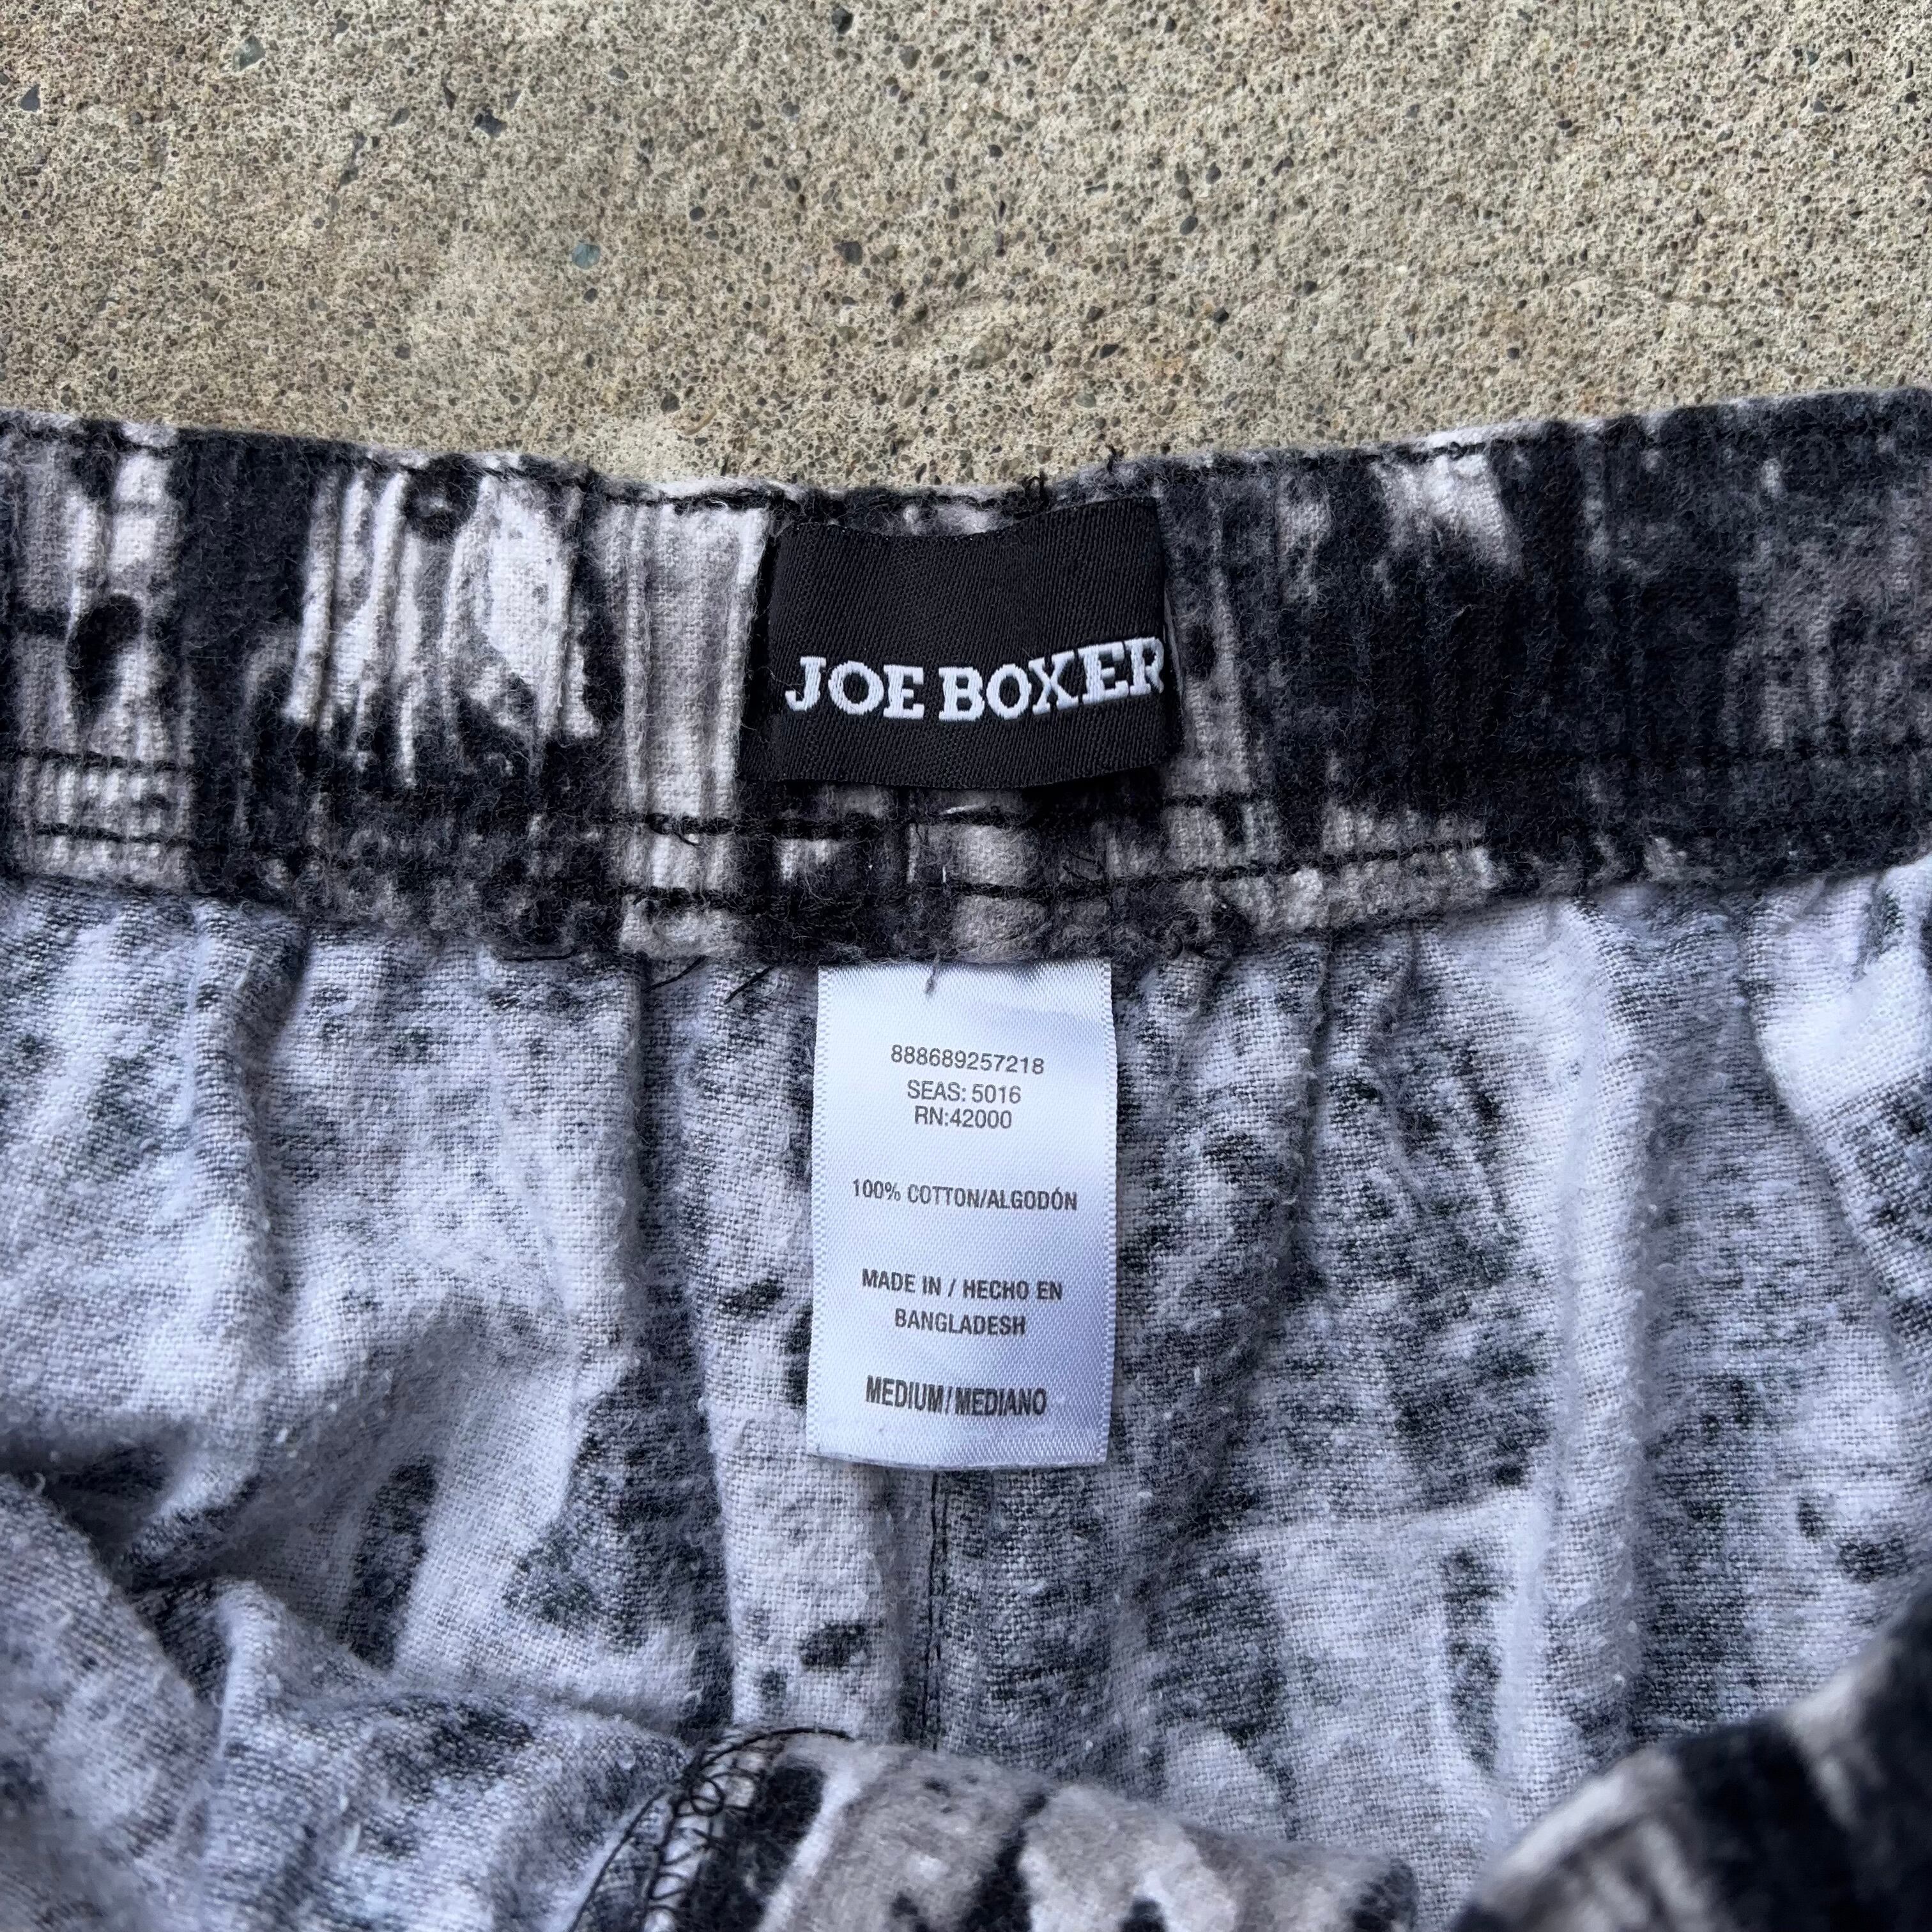 JOE BOXER
888689257218
SEAS: 5016
RN:42000
100% COTTON/ALGODÓN
MADE IN / HECHO EN
BANGLADESH
MEDIUM/MEDIANO